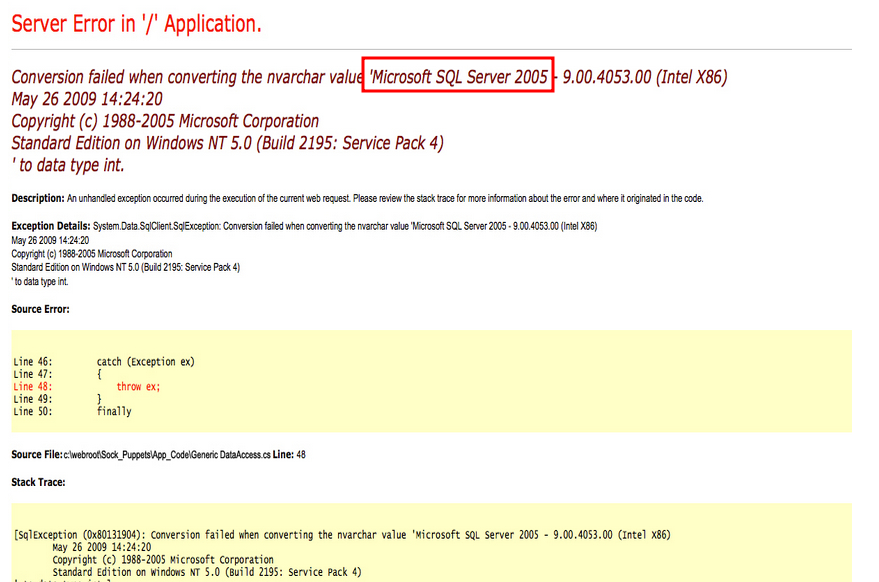 Server Error in '/' Application.
Conversion failed when converting the nvarchar value 'Microsoft SQL Server 2005 - 9.00.4053.00 (Intel X86)
May 26 2009 14:24:20
Copyright (c) 1988-2005 Microsoft Corporation
Standard Edition on Windows NT 5.0 (Build 2195: Service Pack 4)
' to data type int.
Description: An unhandled exception occurred during the execution of the current web request. Please review the stack trace for more information about the error and where it originated in the code.
Exception Details: System.Data.SqlClient.SqlException: Conversion failed when converting the nvarchar value 'Microsoft SQL Server 2005 - 9.00.4053.00 (Intel X86)
May 26 2009 14:24:20
Copyright (c) 1988-2005 Microsoft Corporation
Standard Edition on Windows NT 5.0 (Build 2195: Service Pack 4)
' to data type int.
Source Error:
Line 46: catch (Exception ex)
Line 47: {
Line 48: throw ex;
Line 49: }
Line 50: finally
Source File: c:\webroot\Sock_Puppets\App_Code\Generic DataAccess.cs Line: 48
Stack Trace:
[SqlException (0x80131904): Conversion failed when converting the nvarchar value 'Microsoft SQL Server 2005 - 9.00.4053.00 (Intel X86)
May 26 2009 14:24:20
Copyright (c) 1988-2005 Microsoft Corporation
Standard Edition on Windows NT 5.0 (Build 2195: Service Pack 4)